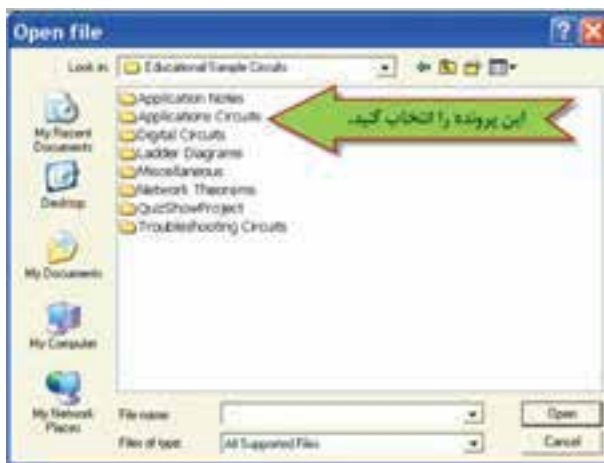 Open file
Look in: Educational Sample Circuits
My Recent Documents
Desktop
My Documents
My Computer
My Network Places
Application Notes
Applications Circuits
Digital Circuits
Ladder Diagrams
Miscellaneous
Network Theorems
QuizShowProject
Troubleshooting Circuits
این پرونده را انتخاب کنید.
File name:
Open
Files of type: All Supported Files
Cancel